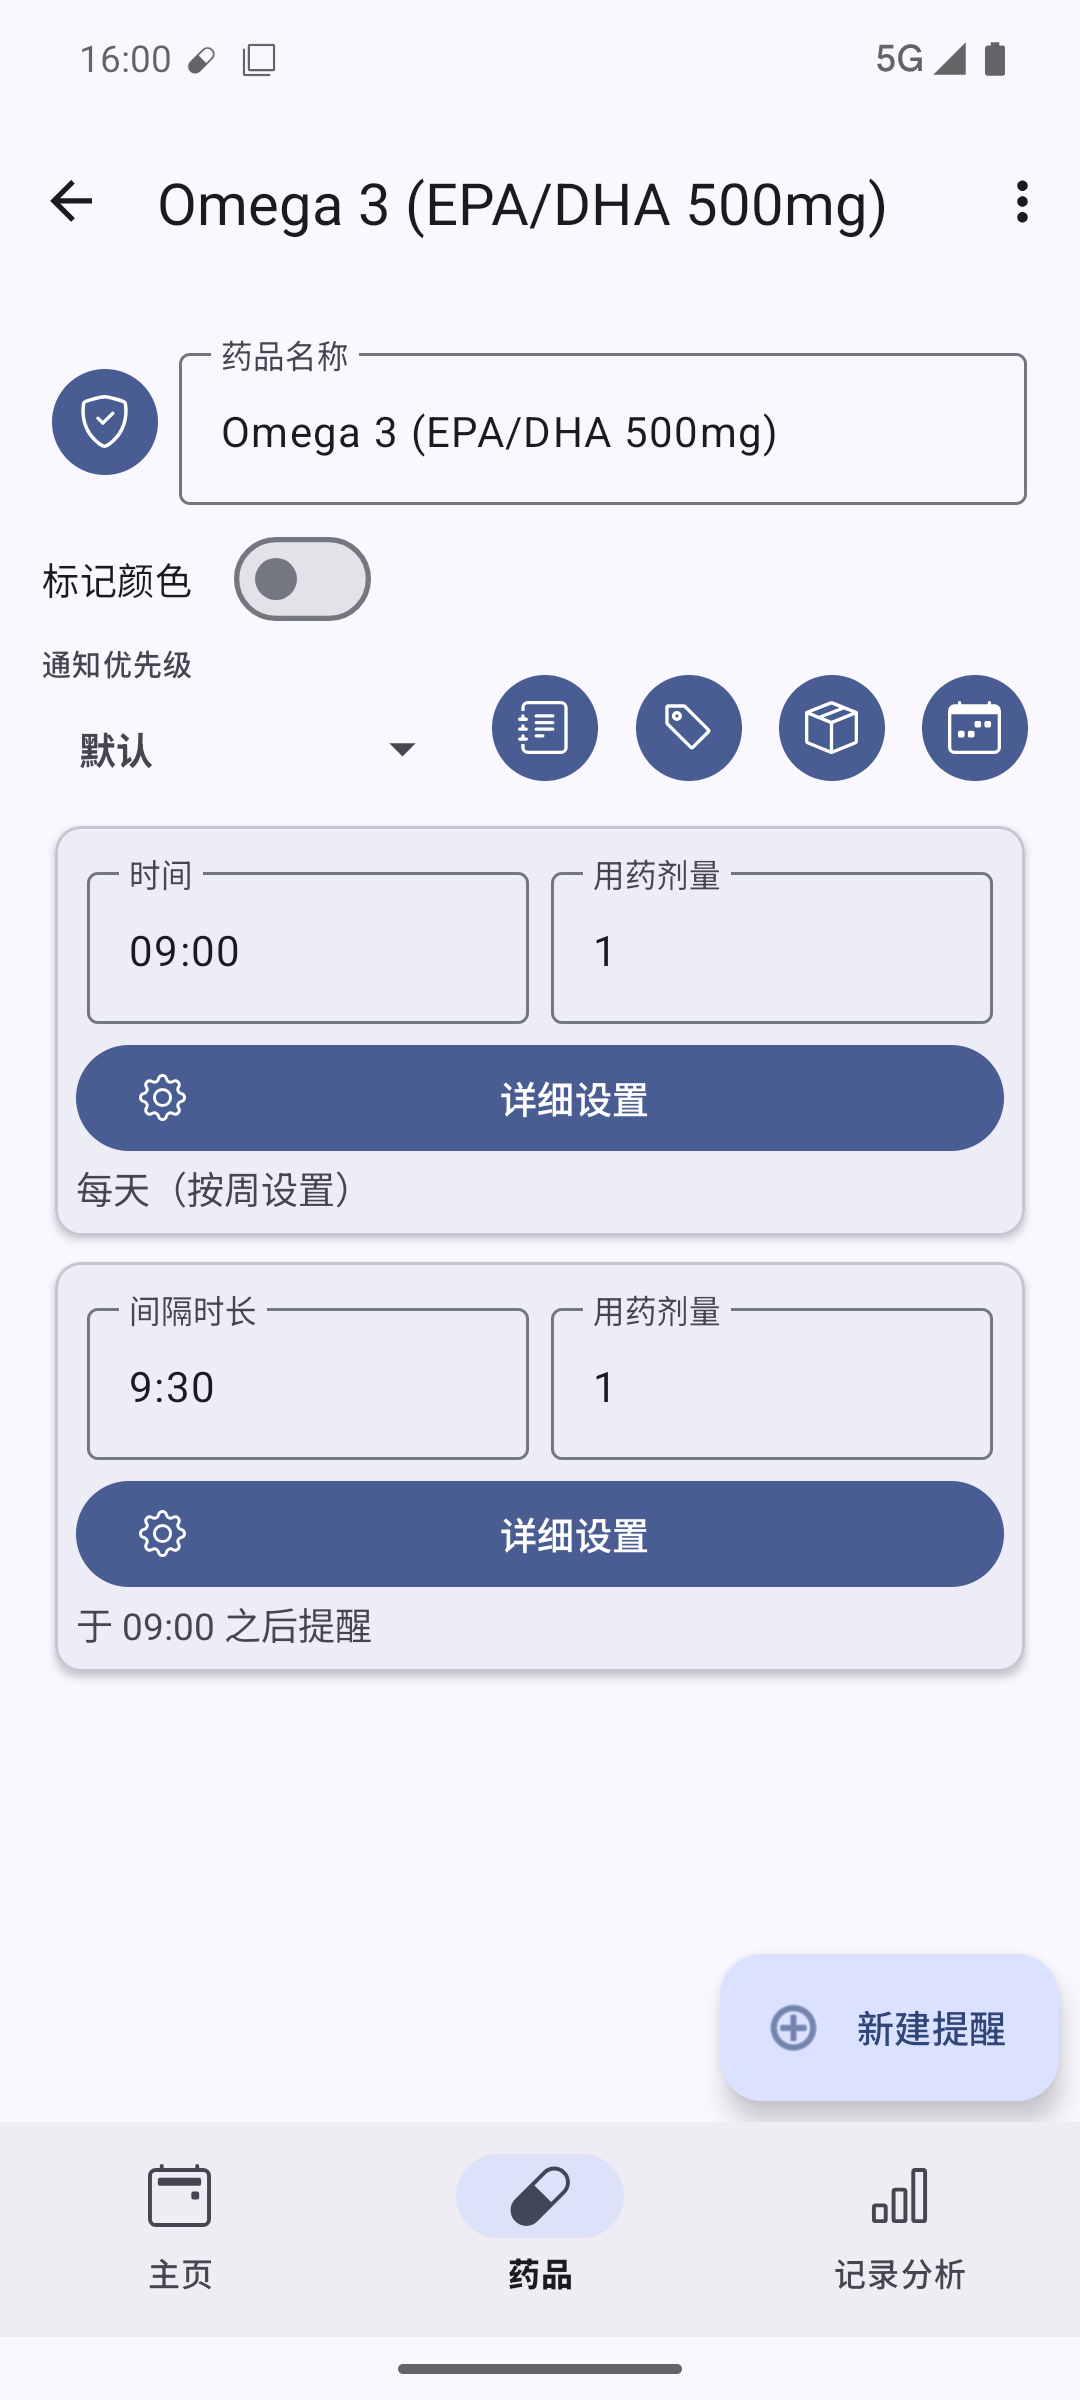 16:00
5G
Omega 3 (EPA/DHA 500mg)
药品名称
Omega 3 (EPA/DHA 500mg)
标记颜色
通知优先级
默认
时间
用药剂量
09:00
1
详细设置
每天（按周设置）
间隔时长
用药剂量
9:30
1
详细设置
于 09:00 之后提醒
新建提醒
主页
药品
记录分析